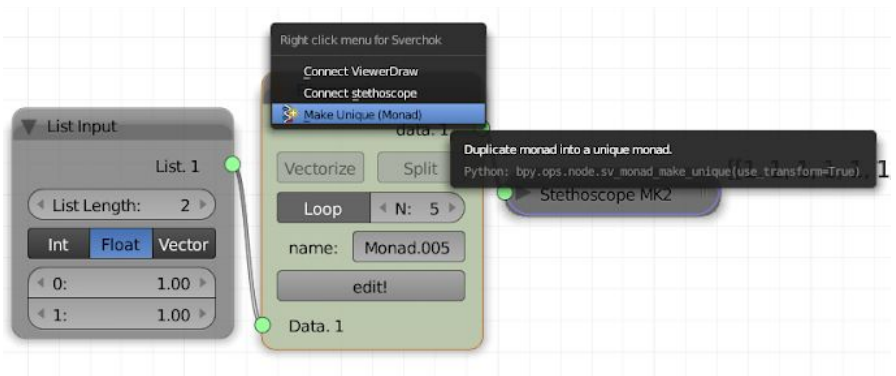 Right click menu for Sverchok
Connect ViewerDraw
Connect stethoscope
Make Unique (Monad)
data. 1
Duplicate monad into a unique monad.
Python: bpy.ops.node.sv_monad_make_unique(use_transform=True)
List Input
List. 1
List Length: 2
Int Float Vector
0: 1.00
1: 1.00
Vectorize Split
Loop N: 5
name: Monad.005
edit!
Data. 1
Stethoscope MK2